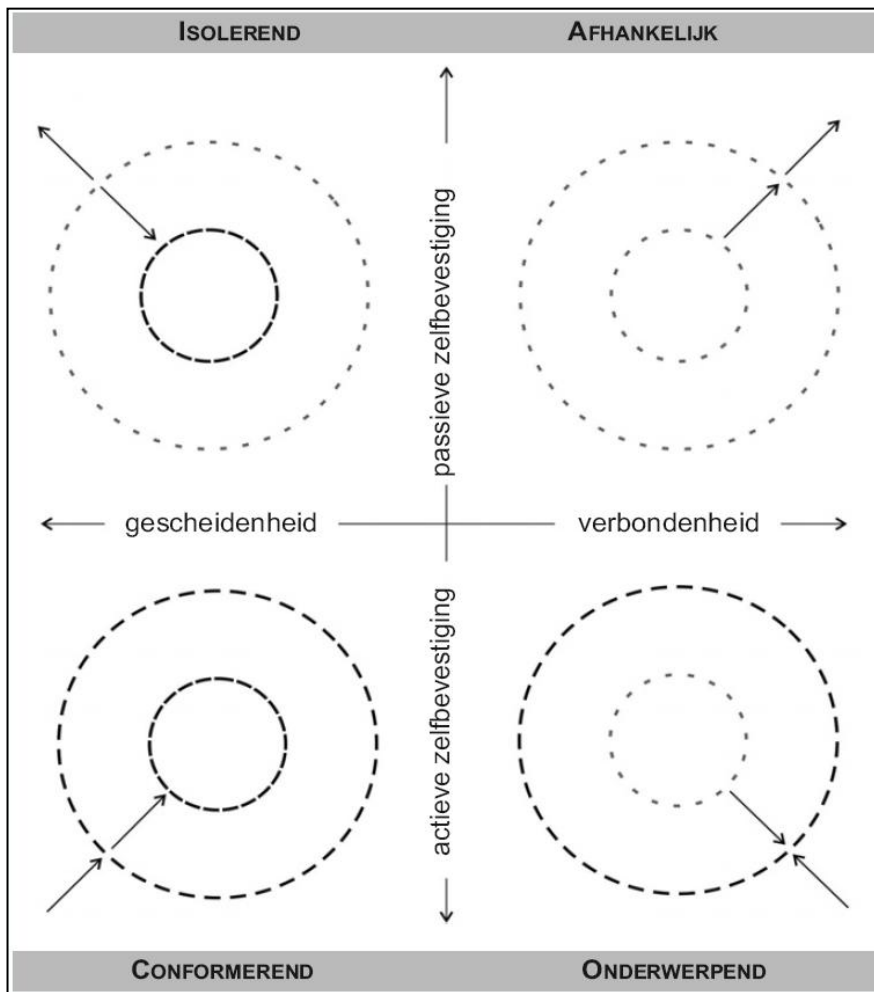 ISOLEREND
AFHANKELIJK
passieve zelfbevestiging
gescheidenheid
verbondenheid
actieve zelfbevestiging
CONFORMEREND
ONDERWERPEND